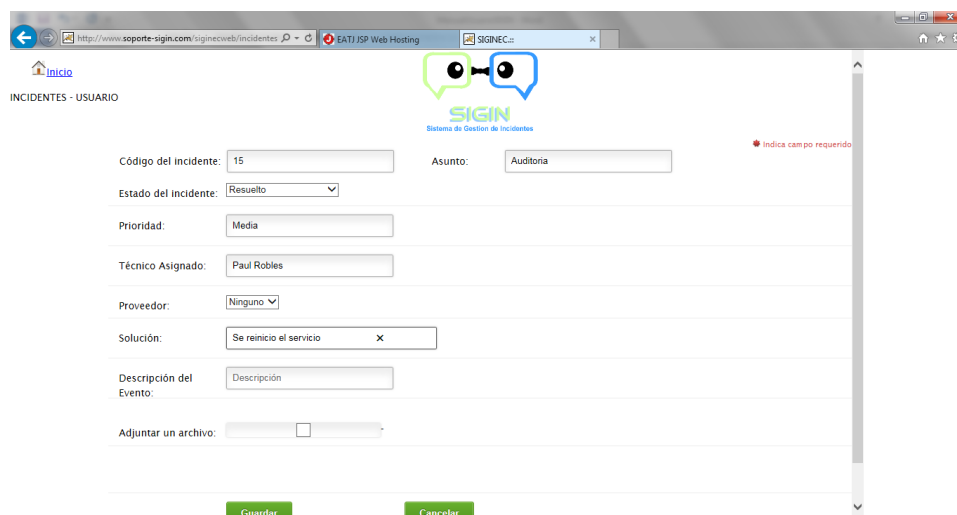 http://www.soporte-sigin.com/siginecweb/incidentes
EATJ JSP Web Hosting
SIGINEC.::
Inicio
INCIDENTES - USUARIO
SIGIN
Sistema de Gestion de Incidentes
Indica campo requerido
Código del incidente: 15 Asunto: Auditoria
Estado del incidente: Resuelto
Prioridad: Media
Técnico Asignado: Paul Robles
Proveedor: Ninguno
Solución: Se reinicio el servicio
Descripción del Evento: Descripción
Adjuntar un archivo:
Guardar Cancelar